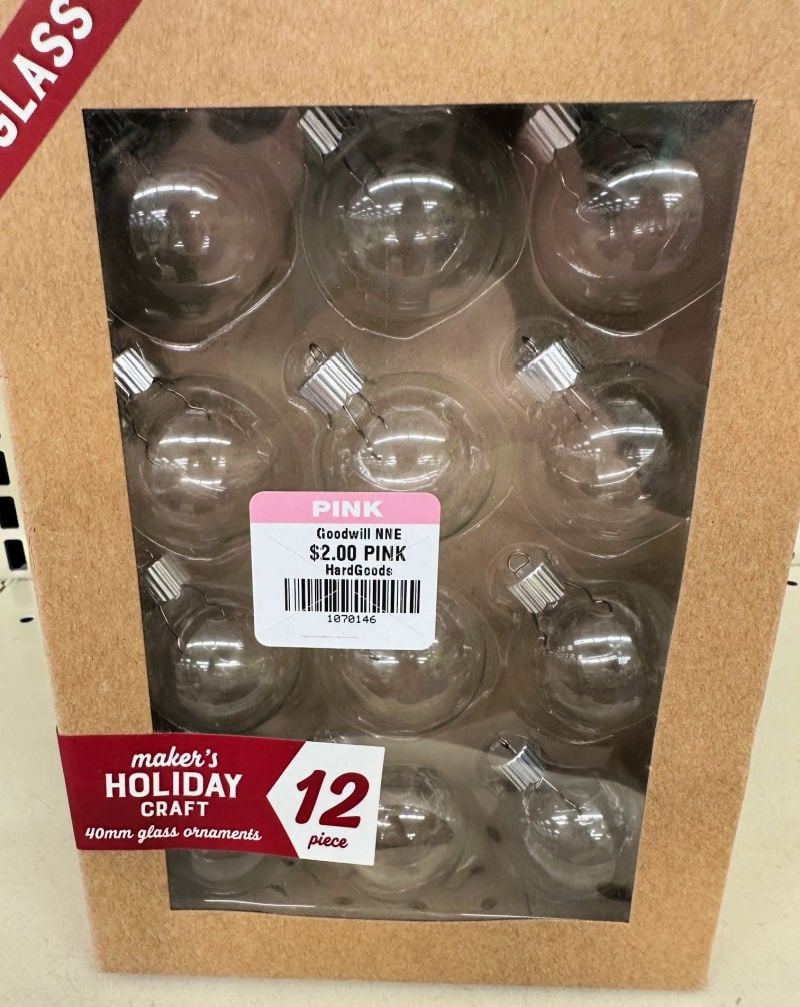 GLASS
PINK
Goodwill NNE
$2.00 PINK
HardGoods
1070146
maker's
HOLIDAY
CRAFT
40mm glass ornaments
12
piece